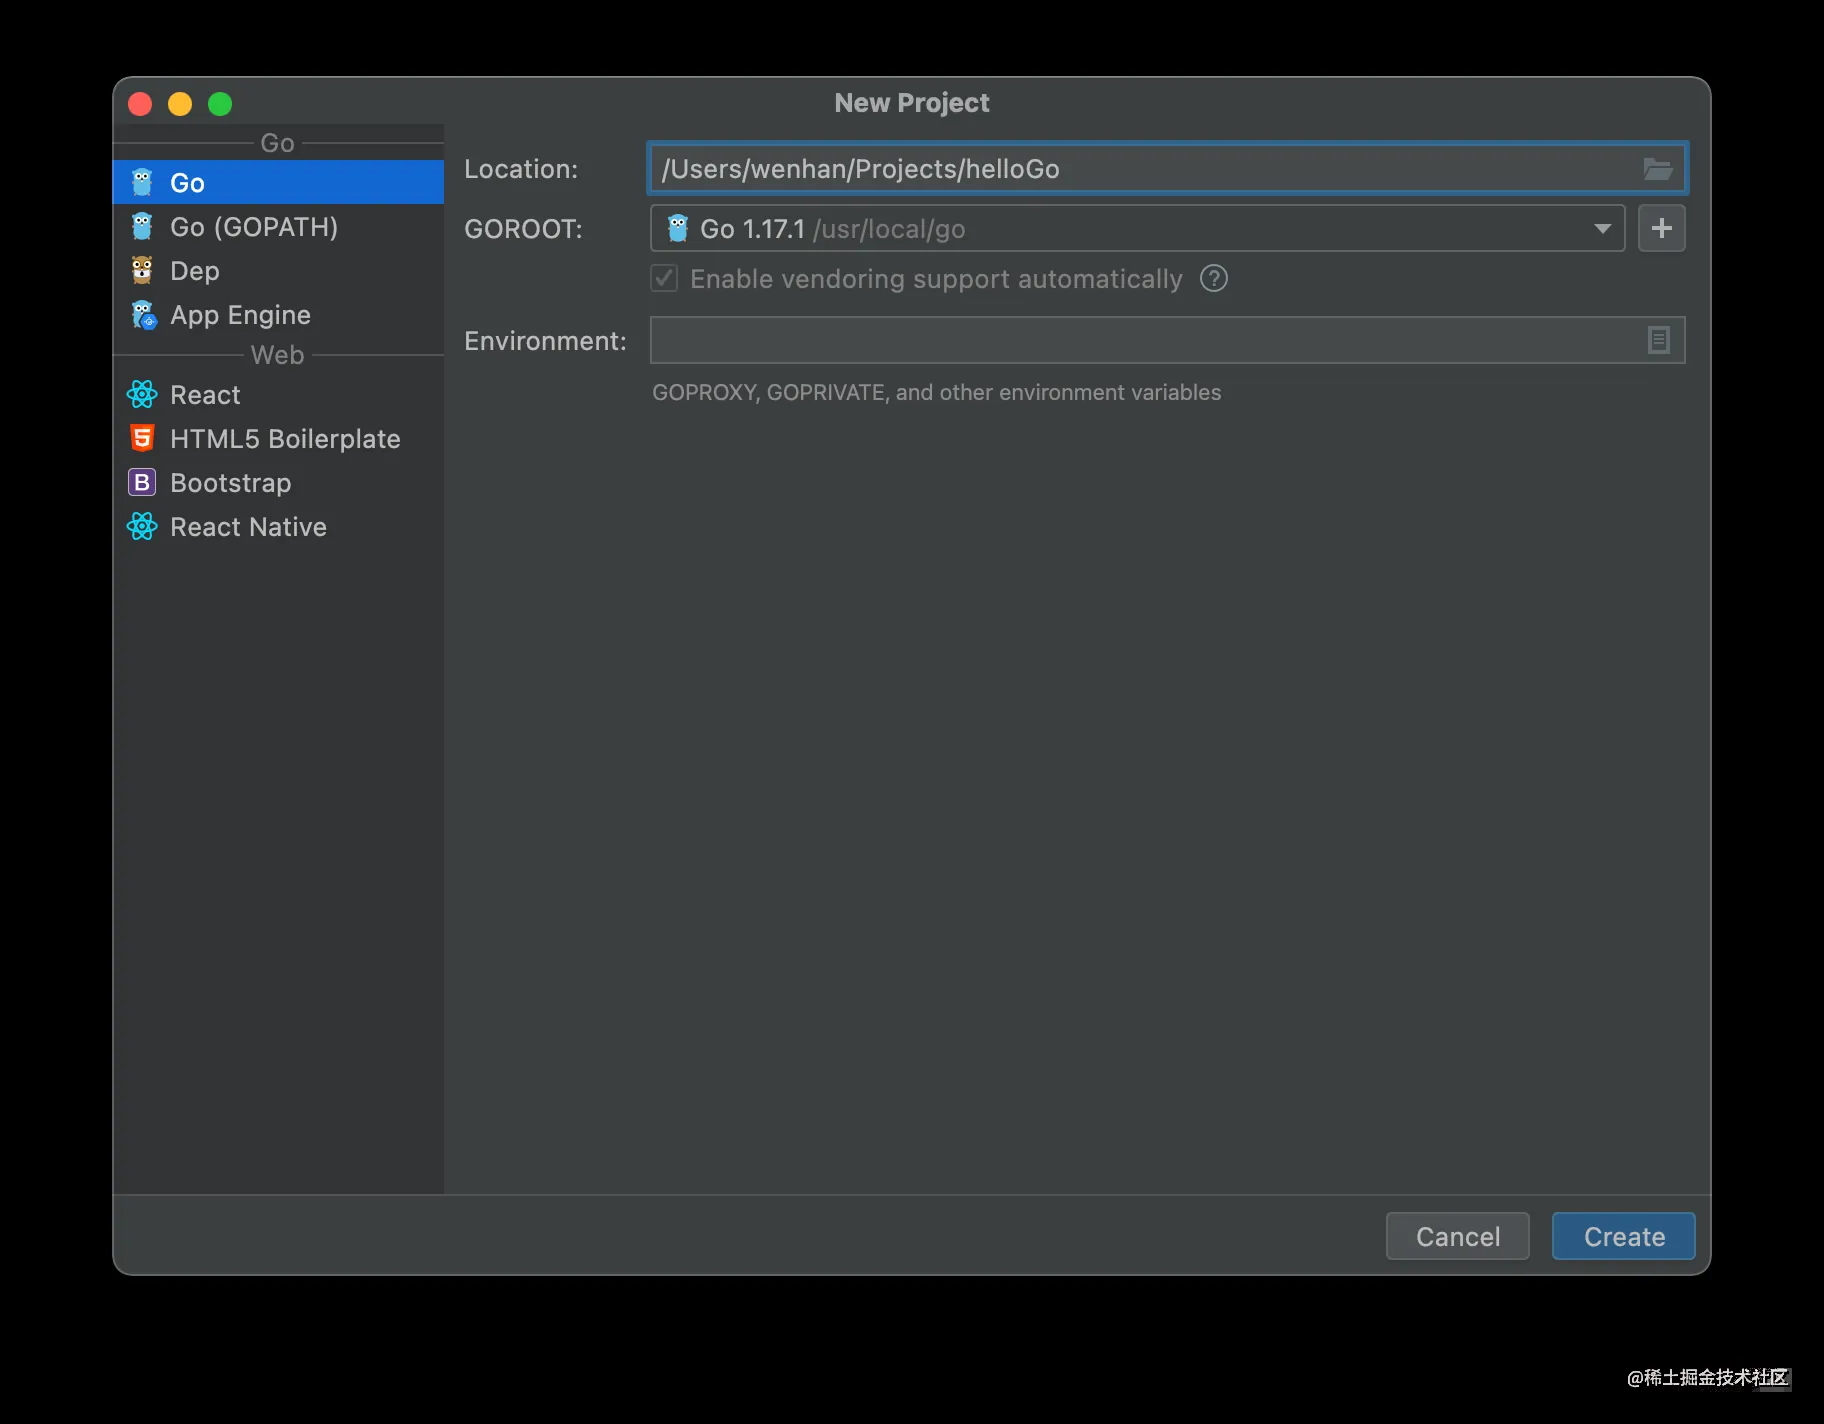 New Project
Go
Go
Go (GOPATH)
Dep
App Engine
Web
React
HTML5 Boilerplate
B Bootstrap
React Native
Location: /Users/wenhan/Projects/helloGo
GOROOT: Go 1.17.1 /usr/local/go
Enable vendoring support automatically ?
Environment:
GOPROXY, GOPRIVATE, and other environment variables
Cancel Create
@稀土掘金技术社区